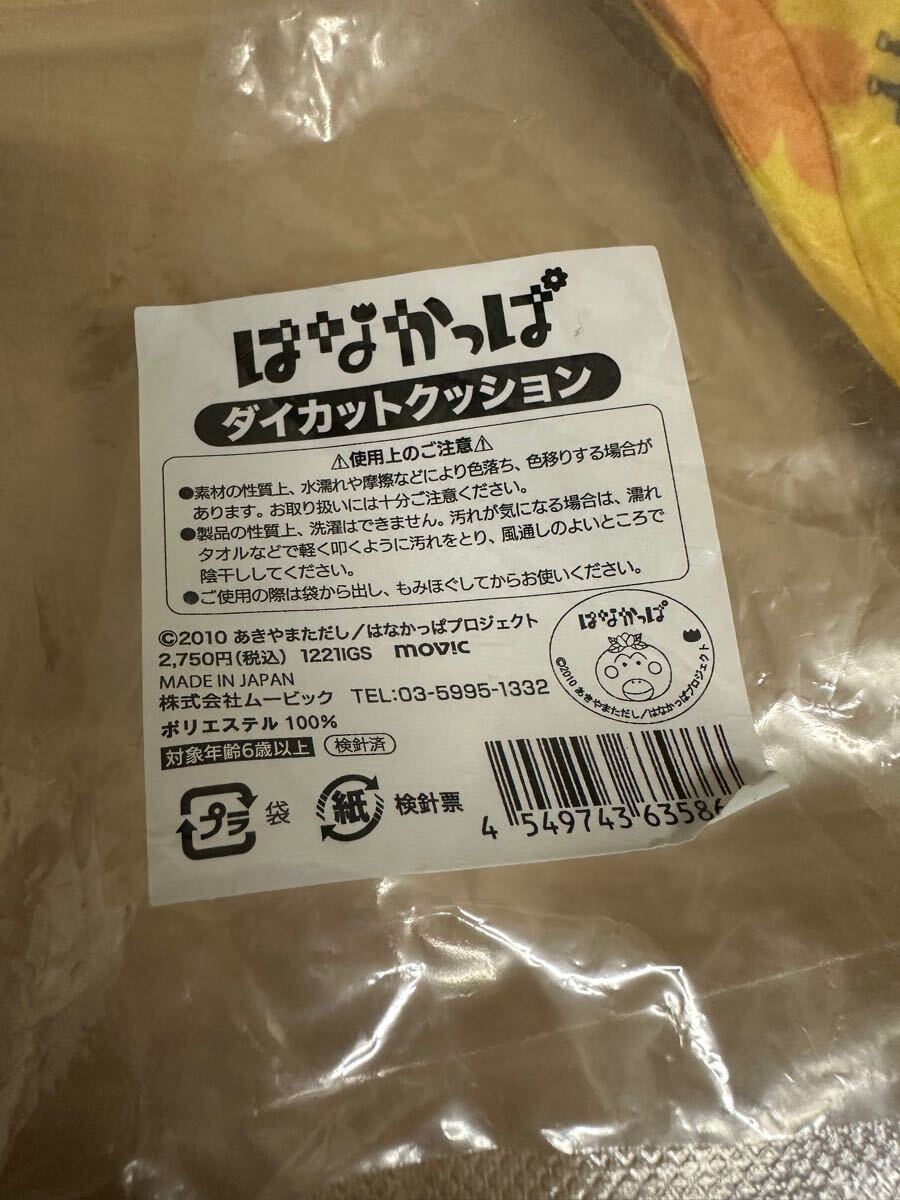 はなかっぱ
ダイカットクッション
⚠使用上のご注意⚠
●素材の性質上、水濡れや摩擦などにより色落ち、色移りする場合が
あります。お取り扱いには十分ご注意ください。
●製品の性質上、洗濯はできません。汚れが気になる場合は、濡れ
タオルなどで軽く叩くように汚れをとり、風通しのよいところで
陰干ししてください。
●ご使用の際は袋から出し、もみほぐしてからお使いください。
©2010 あきやまただし/はなかっぱプロジェクト
2,750円(税込) 1221IGS movic
MADE IN JAPAN
株式会社ムービック TEL:03-5995-1332
ポリエステル 100%
対象年齢6歳以上 検針済
はなかっぱ
©2010 あきやまただし/はなかっぱプロジェクト
プラ 袋 紙 検針票
4 549743 63586